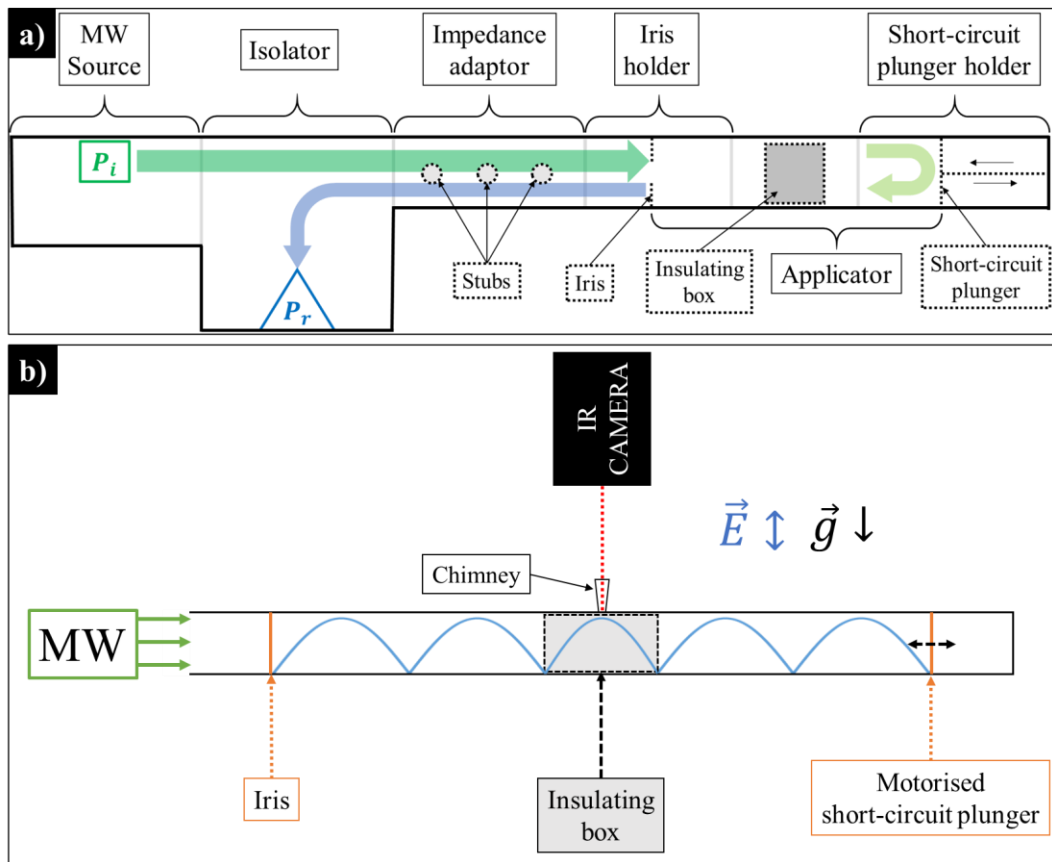 a)
MW
Source
Isolator
Impedance
adaptor
Iris
holder
Short-circuit
plunger holder
P_i
P_r
Stubs
Iris
Insulating
box
Applicator
Short-circuit
plunger
b)
IR
CAMERA
E⃗ ↕ g⃗ ↓
Chimney
MW
Iris
Insulating
box
Motorised
short-circuit plunger